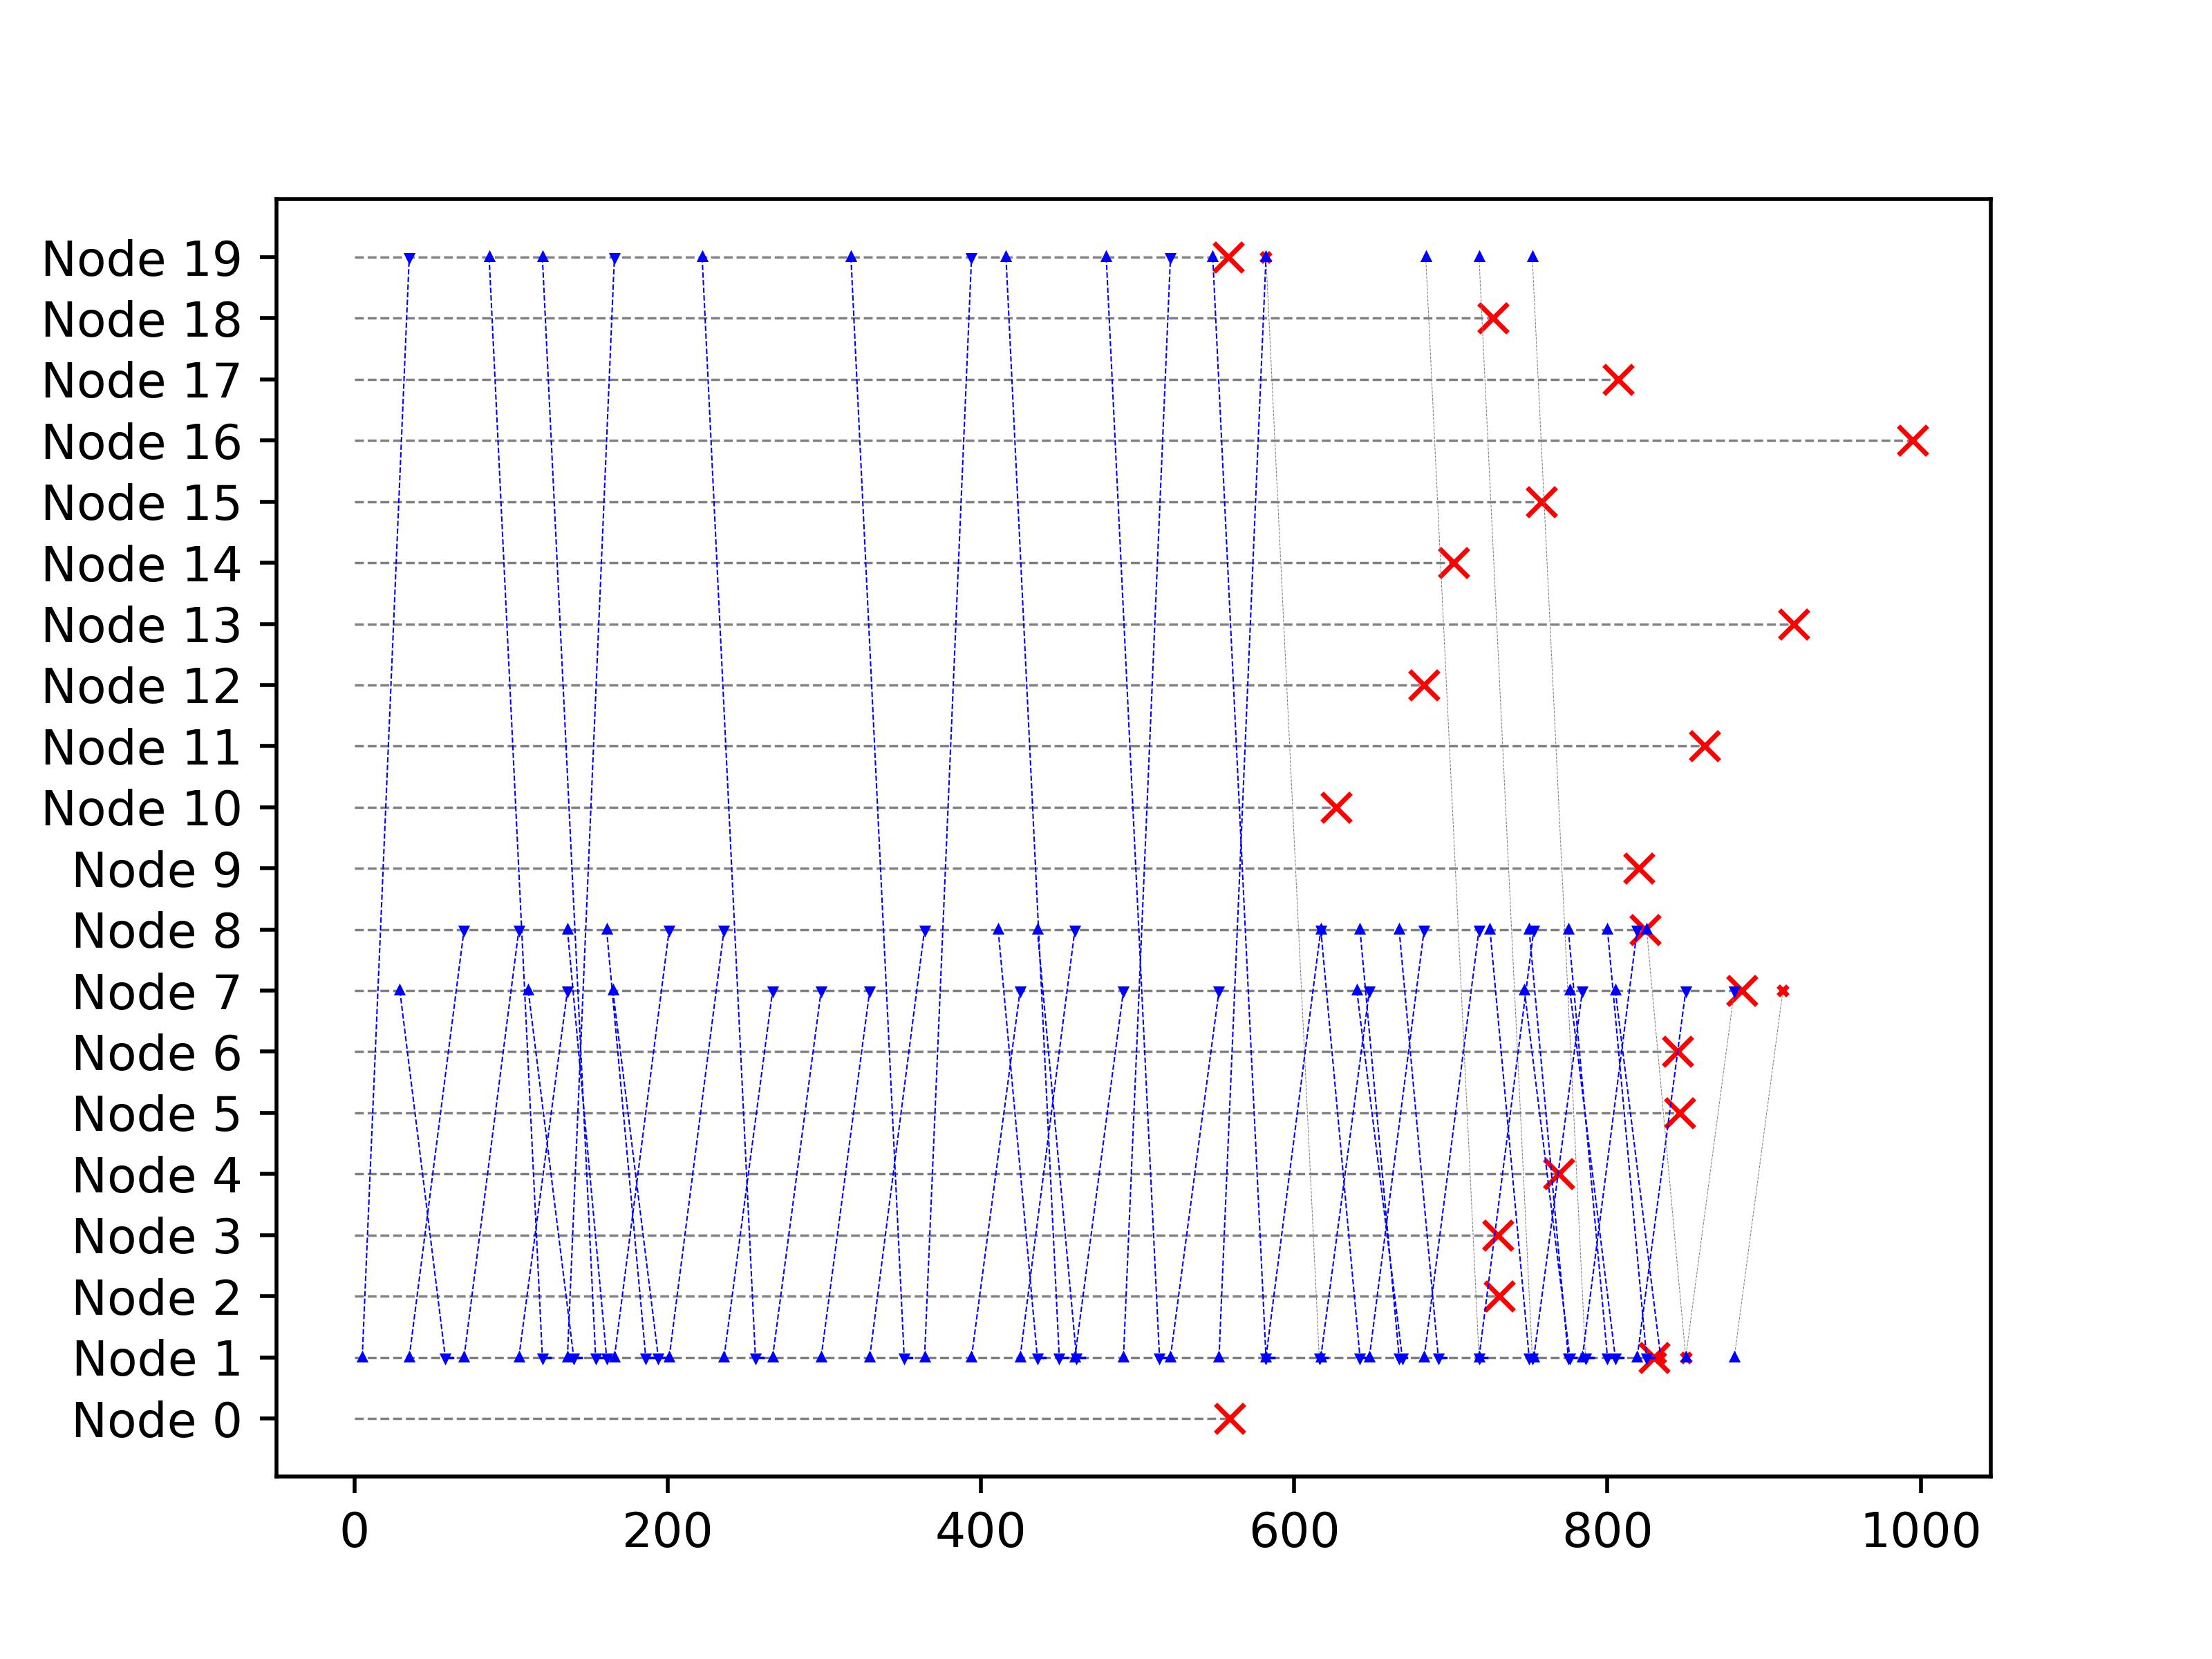 Node 19
Node 18
Node 17
Node 16
Node 15
Node 14
Node 13
Node 12
Node 11
Node 10
Node 9
Node 8
Node 7
Node 6
Node 5
Node 4
Node 3
Node 2
Node 1
Node 0
0 200 400 600 800 1000